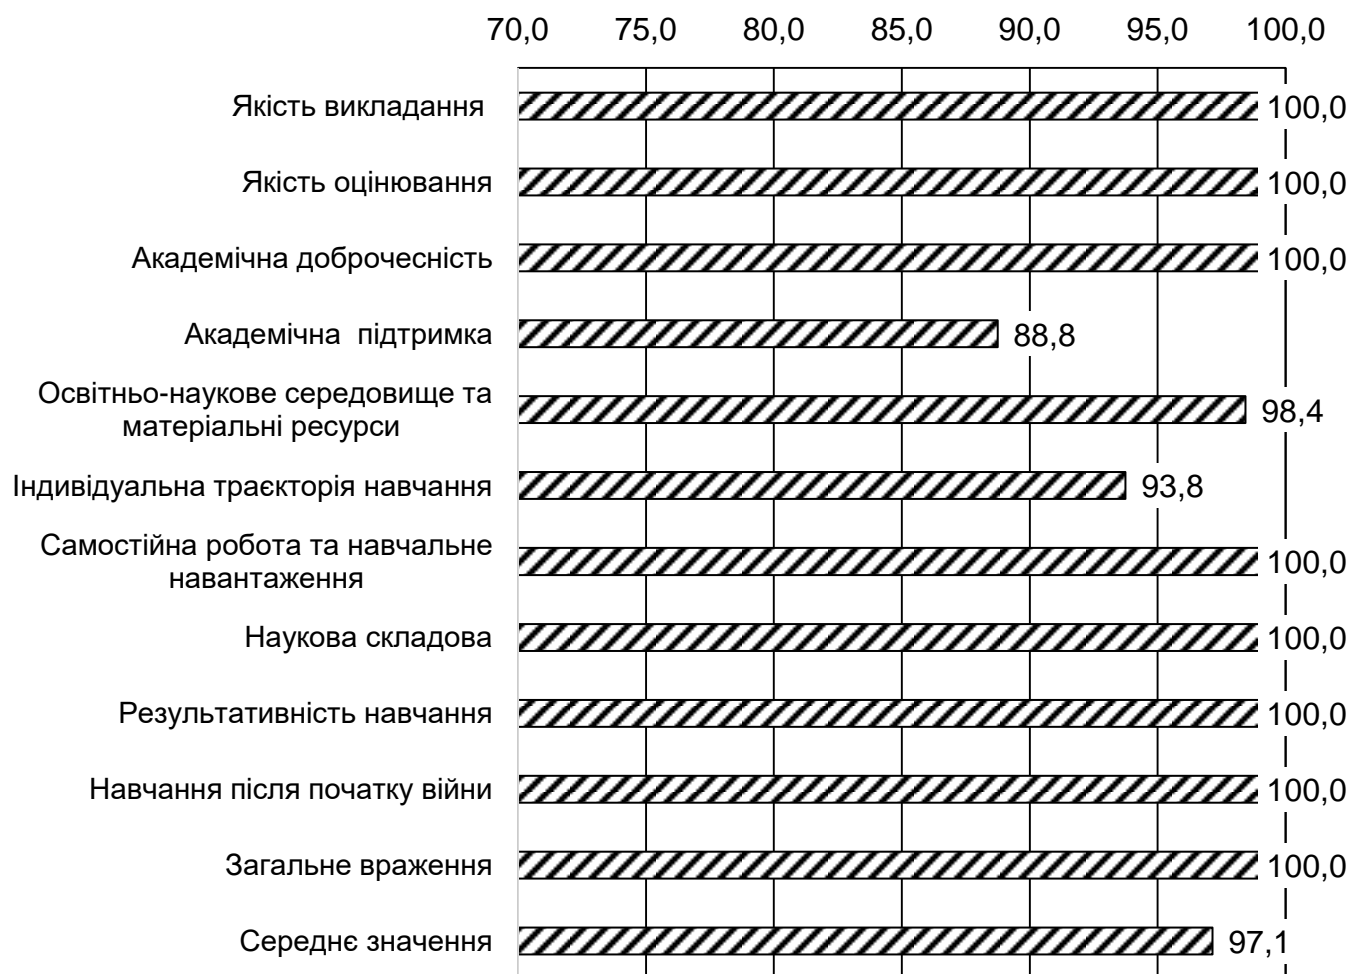 70,0 75,0 80,0 85,0 90,0 95,0 100,0
Якість викладання 100,0
Якість оцінювання 100,0
Академічна доброчесність 100,0
Академічна підтримка 88,8
Освітньо-наукове середовище та
матеріальні ресурси 98,4
Індивідуальна траєкторія навчання 93,8
Самостійна робота та навчальне
навантаження 100,0
Наукова складова 100,0
Результативність навчання 100,0
Навчання після початку війни 100,0
Загальне враження 100,0
Середнє значення 97,1